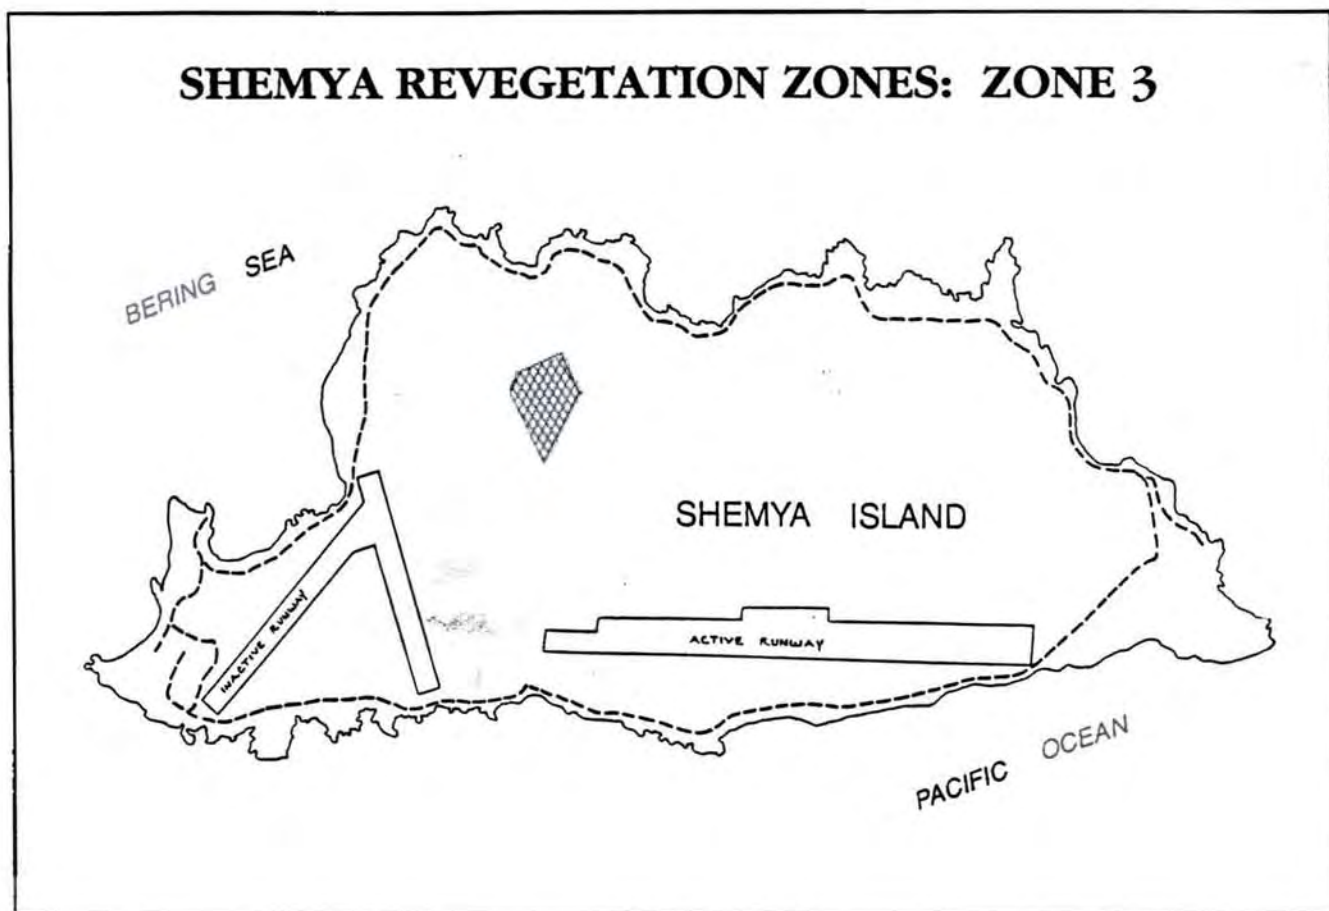 SHEMYA REVEGETATION ZONES: ZONE 3
BERING SEA
SHEMYA ISLAND
INACTIVE RUNWAY
ACTIVE RUNWAY
PACIFIC OCEAN